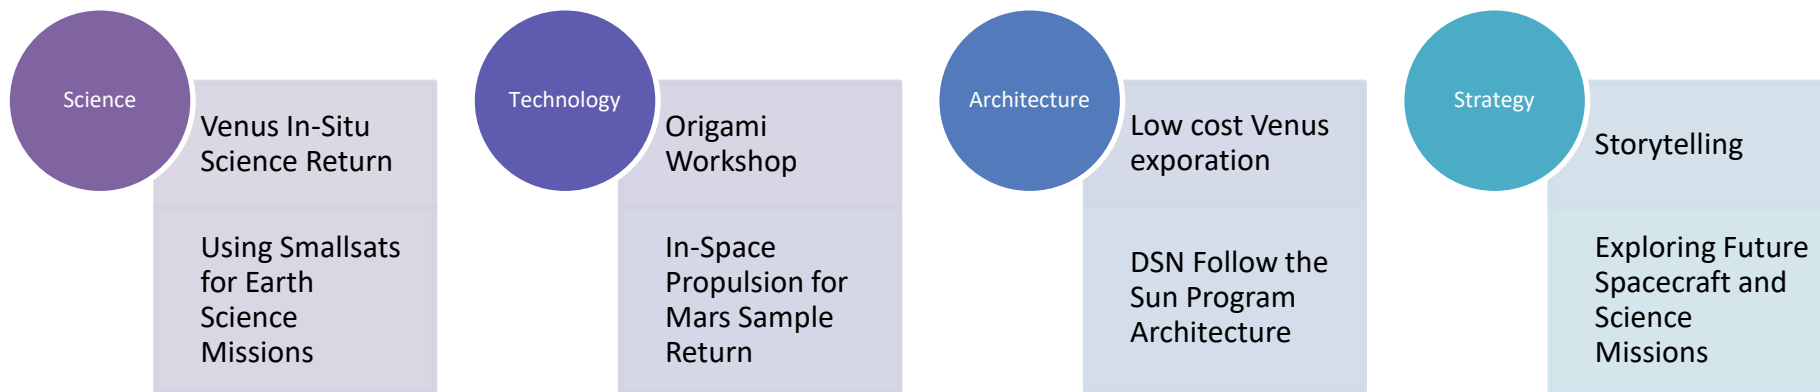 Science
Venus In-Situ
Science Return
Using Smallsats
for Earth
Science
Missions
Technology
Origami
Workshop
In-Space
Propulsion for
Mars Sample
Return
Architecture
Low cost Venus
exporation
DSN Follow the
Sun Program
Architecture
Strategy
Storytelling
Exploring Future
Spacecraft and
Science
Missions